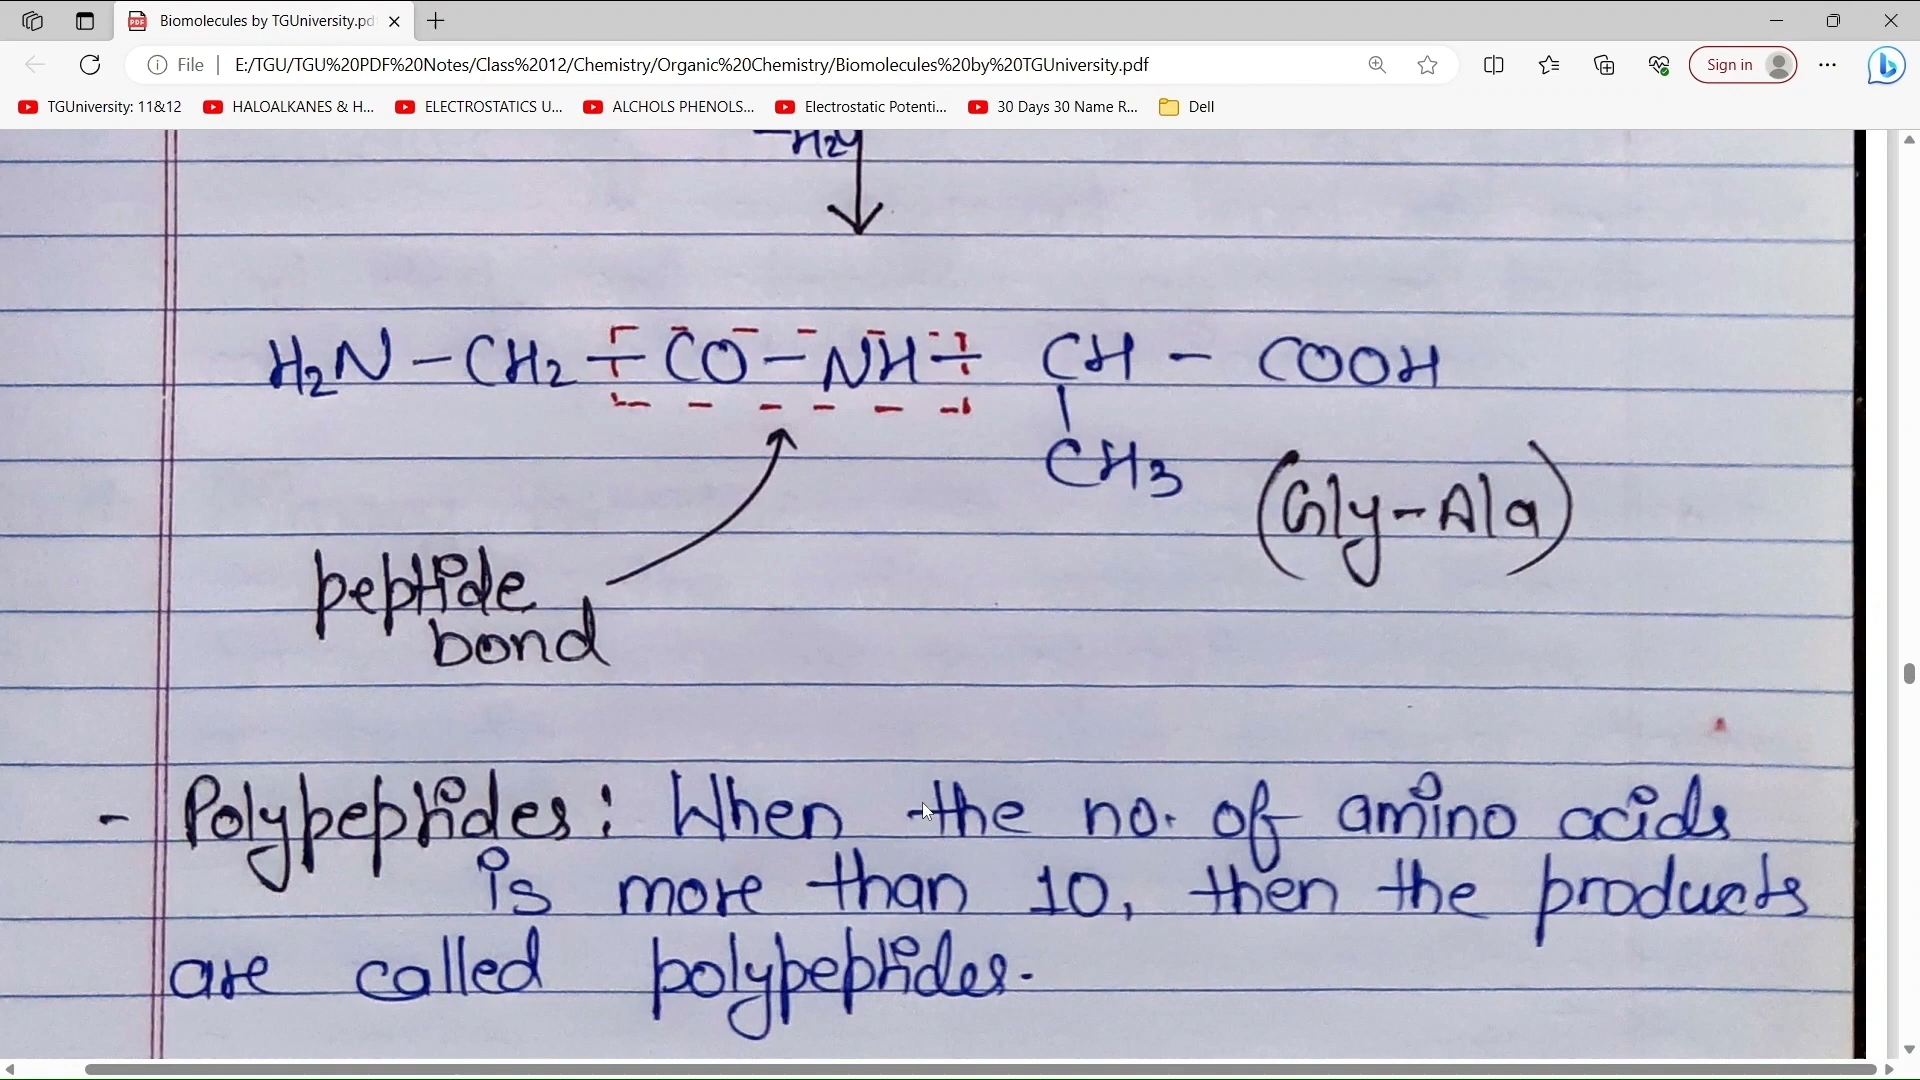 Biomolecules by TGUniversity.pd
File
E:/TGU/TGU%20PDF%20Notes/Class%2012/Chemistry/Organic%20Chemistry/Biomolecules%20by%20TGUniversity.pdf
Sign in
TGUniversity: 11&12
HALOALKANES & H...
ELECTROSTATICS U...
ALCHOLS PHENOLS...
Electrostatic Potenti...
30 Days 30 Name R...
Dell
H₂N - CH₂ - CO - NH - CH - COOH
CH₃
(Gly-Ala)
peptide
bond
- Polypeptides: When the no. of amino acids
is more than 10, then the products
are called polypeptides.